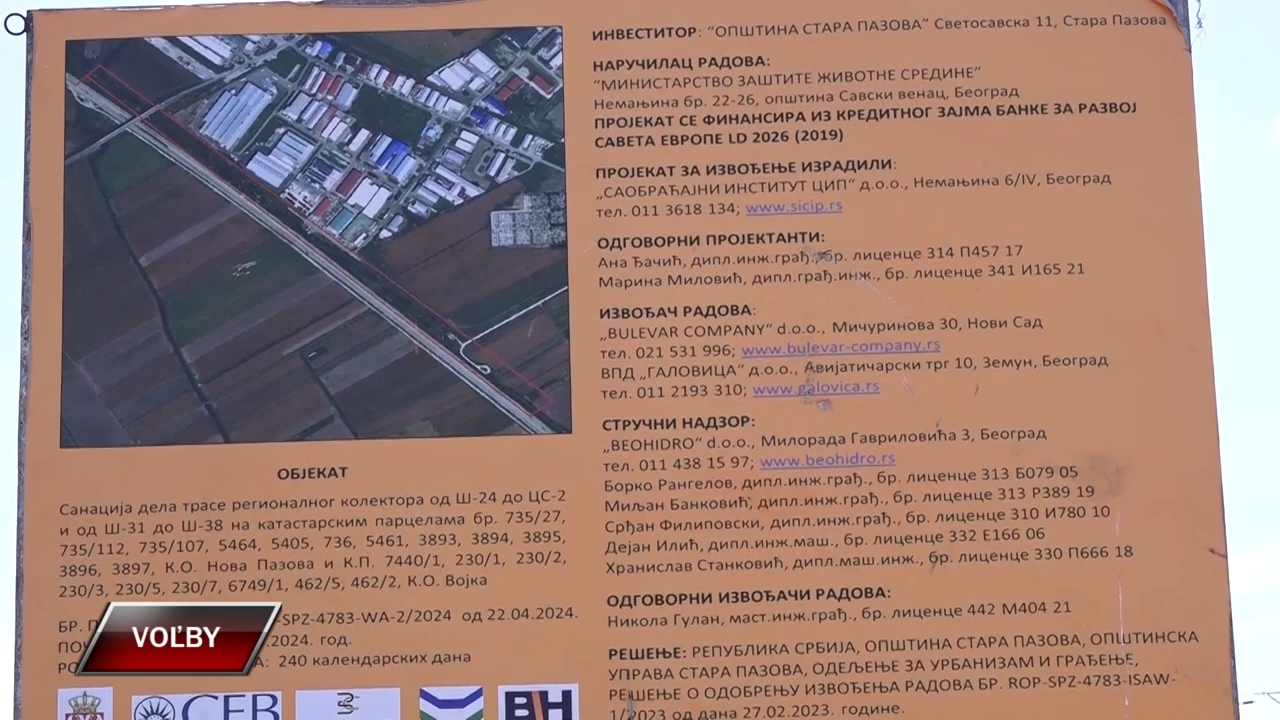 ОБЈЕКАТ
Санација дела трасе регионалног колектора од Ш-24 до ЦС-2
и од Ш-31 до Ш-38 на катастарским парцелама бр. 735/27,
735/112, 735/107, 5464, 5405, 736, 5461, 3893, 3894, 3895,
3896, 3897, К.О. Нова Пазова и К.П. 7440/1, 230/1, 230/2,
230/3, 230/5, 230/7, 6749/1, 462/5, 462/2, К.О. Војка
БР. -SPZ-4783-WA-2/2024 од 22.04.2024.
.2024. год.
240 календарских дана
VOĽBY
CEB
ИНВЕСТИТОР: "ОПШТИНА СТАРА ПАЗОВА" Светосавска 11, Стара Пазова
НАРУЧИЛАЦ РАДОВА:
"МИНИСТАРСТВО ЗАШТИТЕ ЖИВОТНЕ СРЕДИНЕ"
Немањина бр. 22-26, општина Савски венац, Београд
ПРОЈЕКАТ СЕ ФИНАНСИРА ИЗ КРЕДИТНОГ ЗАЈМА БАНКЕ ЗА РАЗВОЈ
САВЕТА ЕВРОПЕ LD 2026 (2019)
ПРОЈЕКАТ ЗА ИЗВОЂЕЊЕ ИЗРАДИЛИ:
„САОБРАЋАЈНИ ИНСТИТУТ ЦИП“ д.о.о., Немањина 6/IV, Београд
тел. 011 3618 134; www.sicip.rs
ОДГОВОРНИ ПРОЈЕКТАНТИ:
Ана Ђачић, дипл.инж.грађ., бр. лиценце 314 П457 17
Марина Миловић, дипл.грађ.инж., бр. лиценце 341 И165 21
ИЗВОЂАЧ РАДОВА:
„BULEVAR COMPANY“ d.o.o., Мичуринова 30, Нови Сад
тел. 021 531 996; www.bulevar-company.rs
ВПД „ГАЛОВИЦА“ д.о.о., Авијатичарски трг 10, Земун, Београд
тел. 011 2193 310; www.galovica.rs
СТРУЧНИ НАДЗОР:
„BEOHIDRO“ d.o.o., Милорада Гавриловића 3, Београд
тел. 011 438 15 97; www.beohidro.rs
Борко Рангелов, дипл.инж.грађ., бр. лиценце 313 Б079 05
Миљан Банковић, дипл.инж.грађ., бр. лиценце 313 Р389 19
Срђан Филиповски, дипл.инж.грађ., бр. лиценце 310 И780 10
Дејан Илић, дипл.инж.маш., бр. лиценце 332 Е166 06
Хранислав Станковић, дипл.маш.инж., бр. лиценце 330 П666 18
ОДГОВОРНИ ИЗВОЂАЧИ РАДОВА:
Никола Гулан, маст.инж.грађ., бр. лиценце 442 М404 21
РЕШЕЊЕ: РЕПУБЛИКА СРБИЈА, ОПШТИНА СТАРА ПАЗОВА, ОПШТИНСКА
УПРАВА СТАРА ПАЗОВА, ОДЕЉЕЊЕ ЗА УРБАНИЗАМ И ГРАЂЕЊЕ,
РЕШЕЊЕ О ОДОБРЕЊУ ИЗВОЂЕЊА РАДОВА БР. ROP-SPZ-4783-ISAW-
1/2023 од дана 27.02.2023. године.